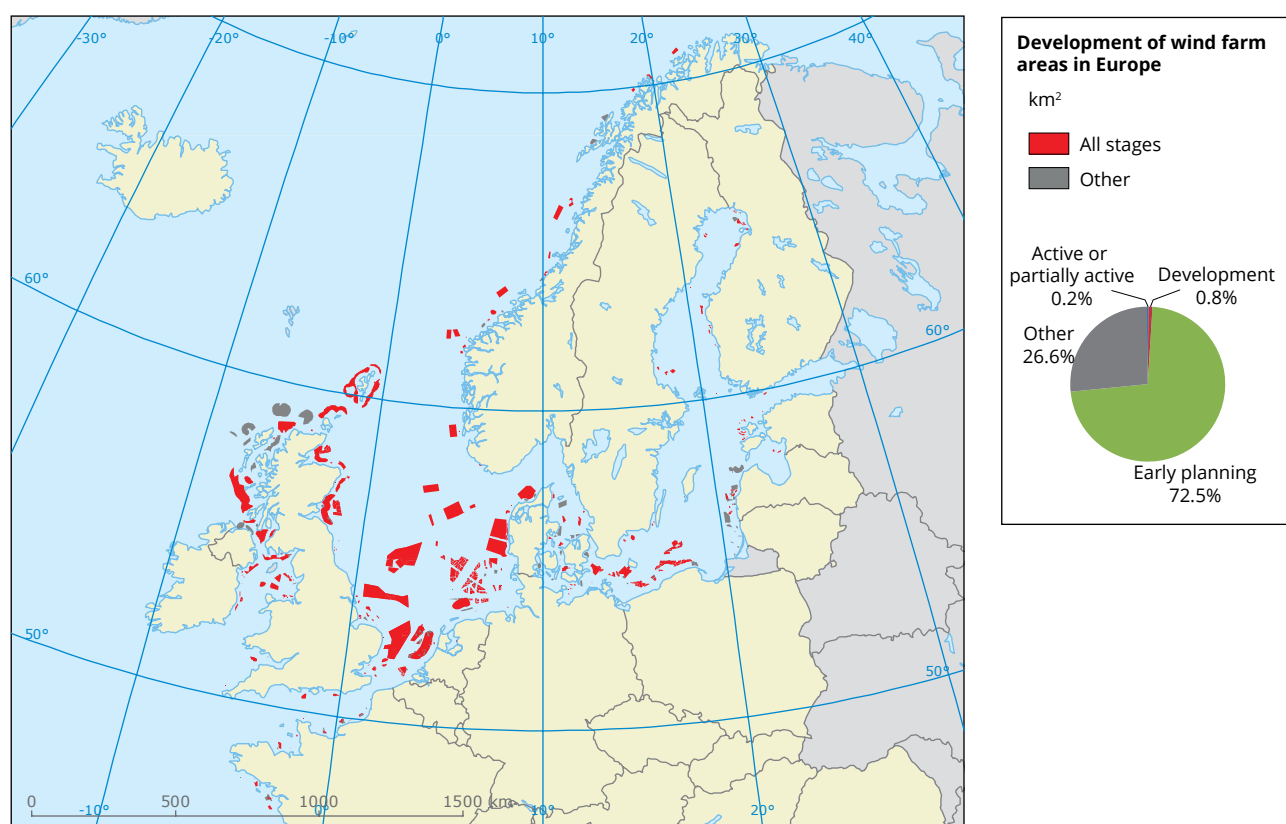 -30°
-20°
-10°
0°
10°
20°
30°
40°
60°
60°
50°
50°
0
500
1000
1500 km
-10°
0°
10°
20°
Development of wind farm
areas in Europe
km²
All stages
Other
Active or
partially active
0.2%
Development
0.8%
Other
26.6%
Early planning
72.5%